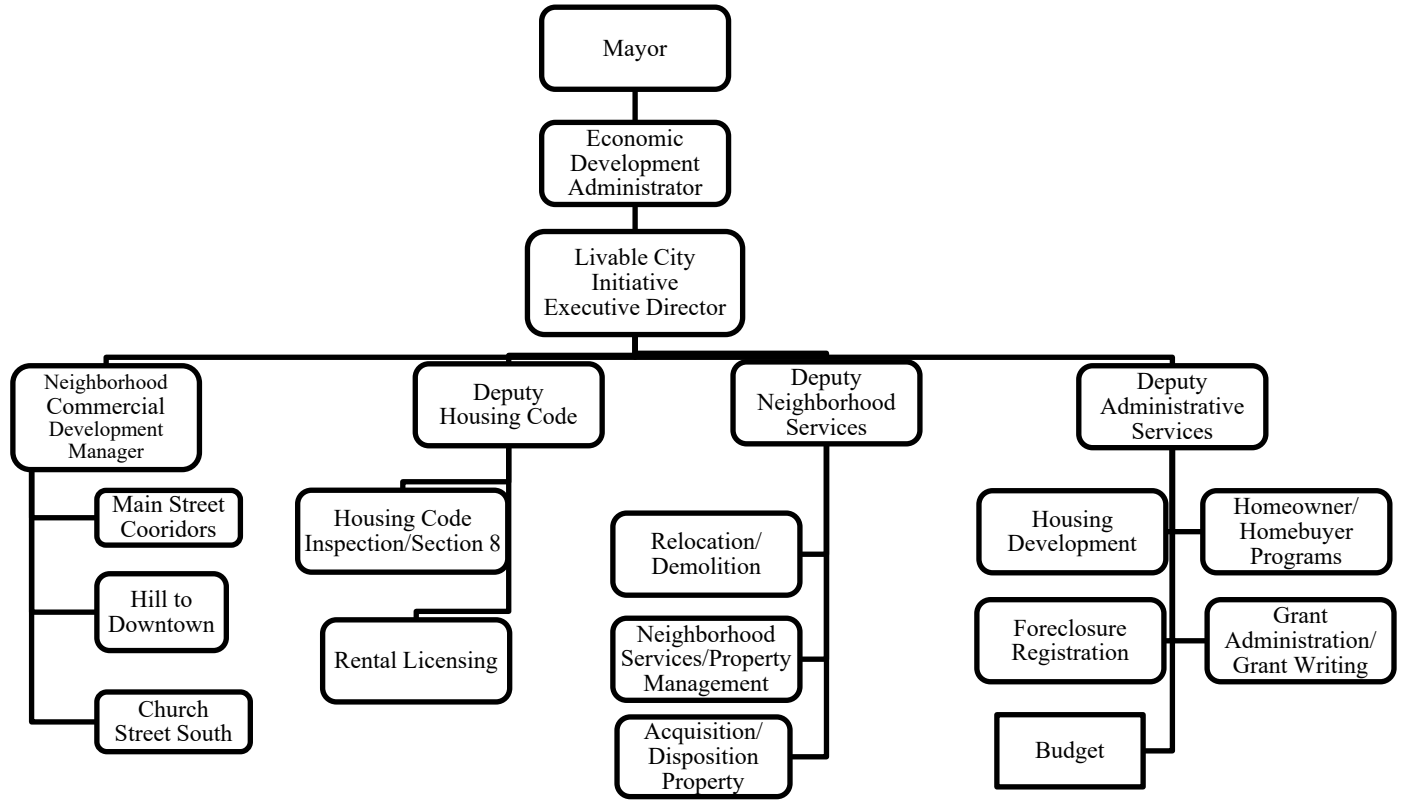 Mayor
Economic
Development
Administrator
Livable City
Initiative
Executive Director
Neighborhood
Commercial
Development
Manager
Main Street
Cooridors
Hill to
Downtown
Church
Street South
Deputy
Housing Code
Housing Code
Inspection/Section 8
Rental Licensing
Deputy
Neighborhood
Services
Relocation/
Demolition
Neighborhood
Services/Property
Management
Acquisition/
Disposition
Property
Deputy
Administrative
Services
Housing
Development
Homeowner/
Homebuyer
Programs
Foreclosure
Registration
Grant
Administration/
Grant Writing
Budget